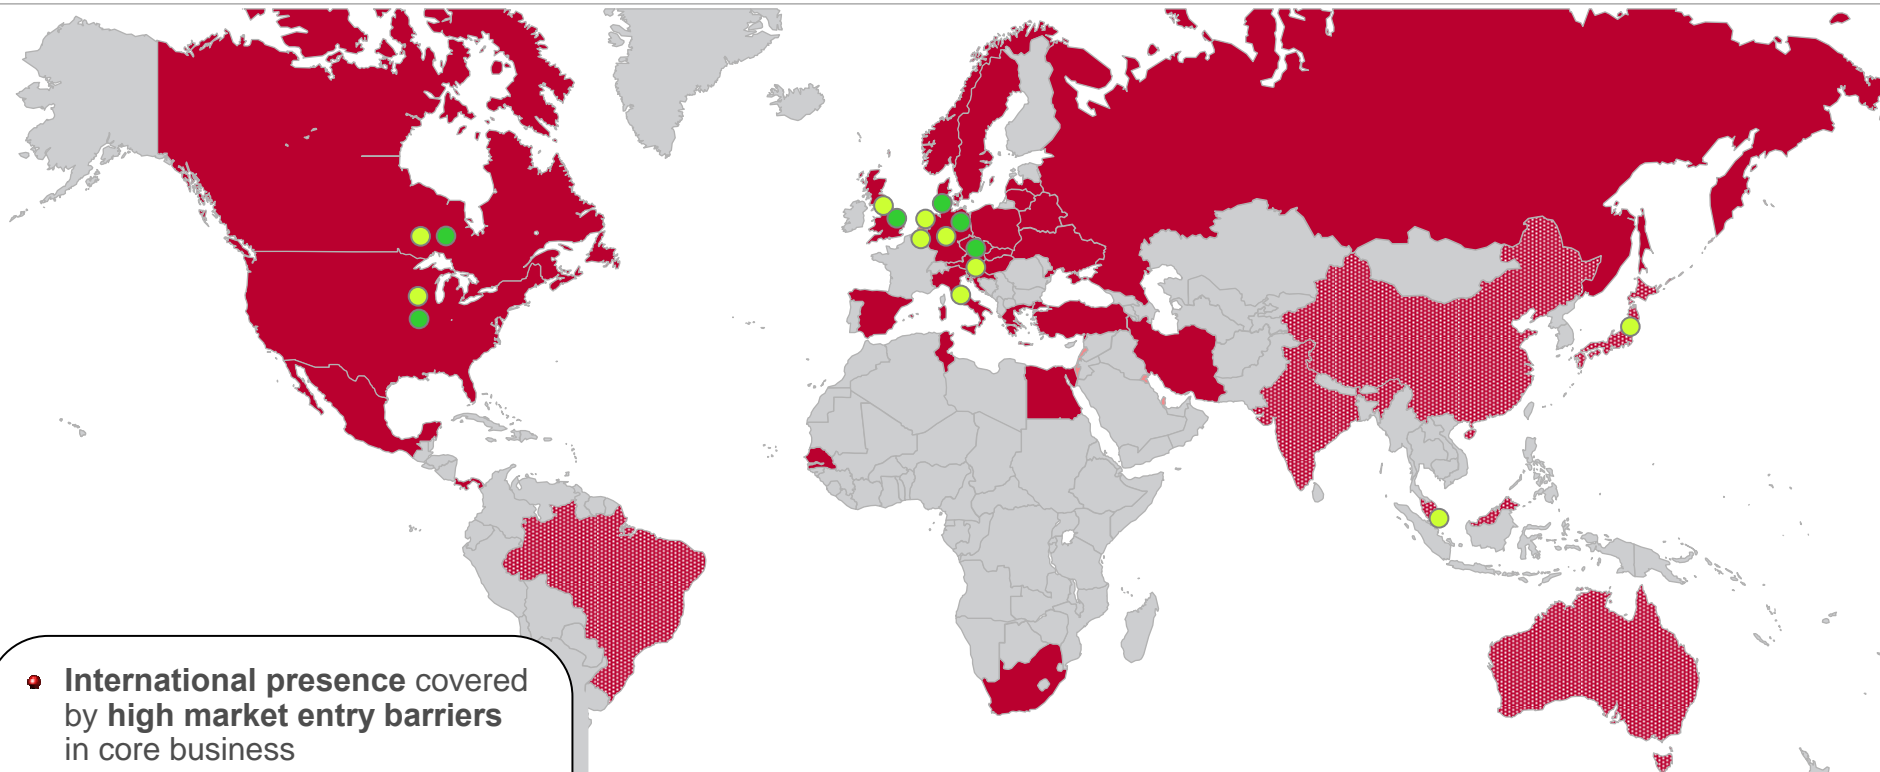 International presence covered
by high market entry barriers
in core business